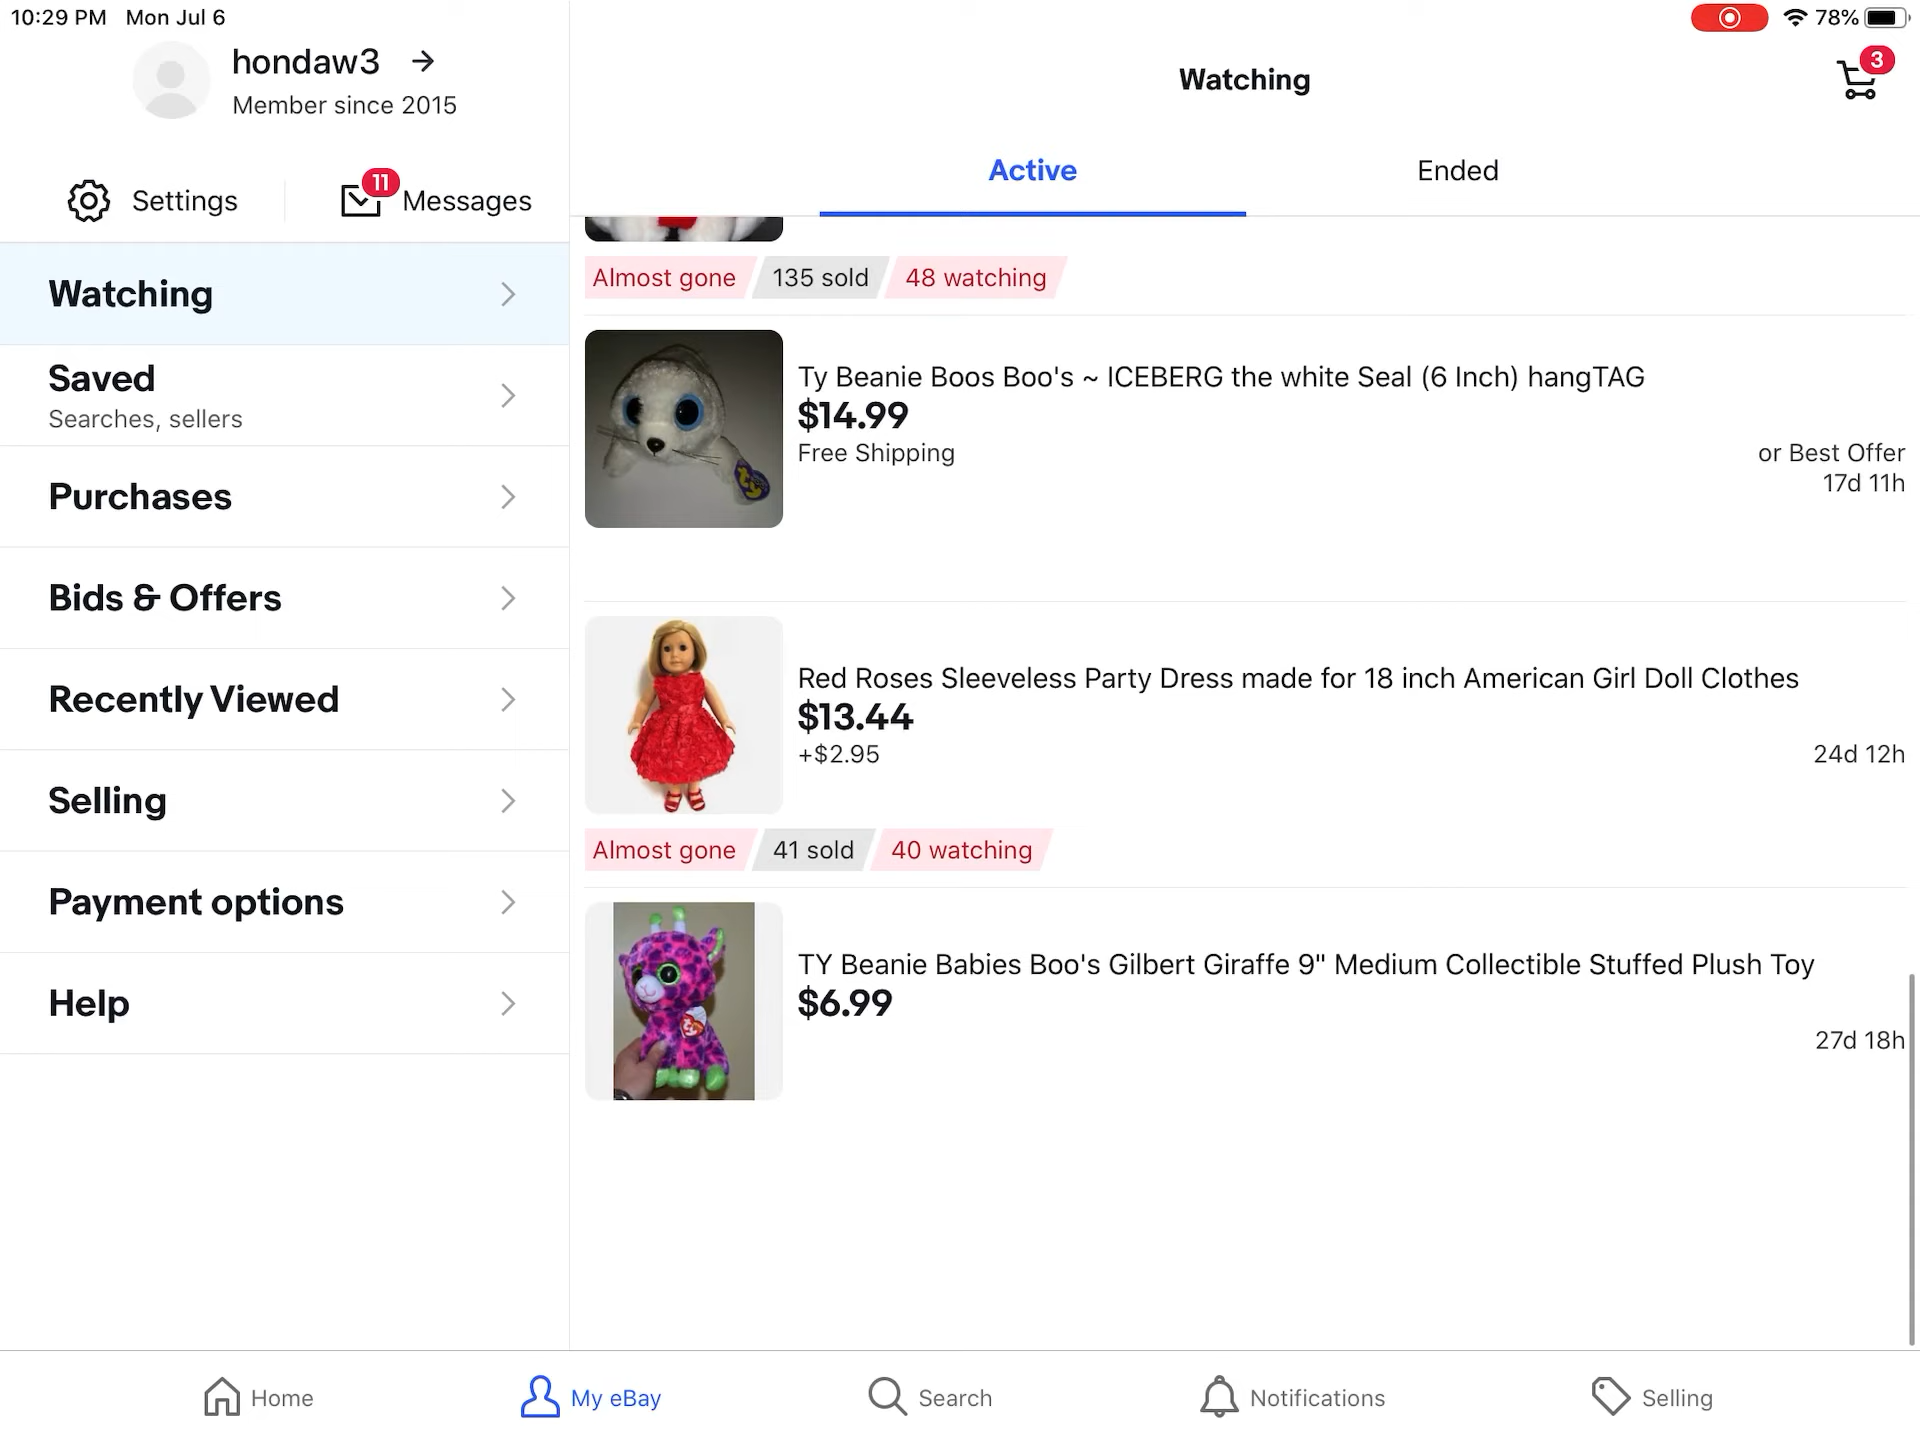 10:29 PM Mon Jul 6
78%
hondaw3
Member since 2015
Settings
11
Messages
Watching
Saved
Searches, sellers
Purchases
Bids & Offers
Recently Viewed
Selling
Payment options
Help
Watching
3
Active
Ended
Almost gone
135 sold
48 watching
Ty Beanie Boos Boo's ~ ICEBERG the white Seal (6 Inch) hangTAG
$14.99
Free Shipping
or Best Offer
17d 11h
Red Roses Sleeveless Party Dress made for 18 inch American Girl Doll Clothes
$13.44
+$2.95
24d 12h
Almost gone
41 sold
40 watching
TY Beanie Babies Boo's Gilbert Giraffe 9" Medium Collectible Stuffed Plush Toy
$6.99
27d 18h
Home
My eBay
Search
Notifications
Selling